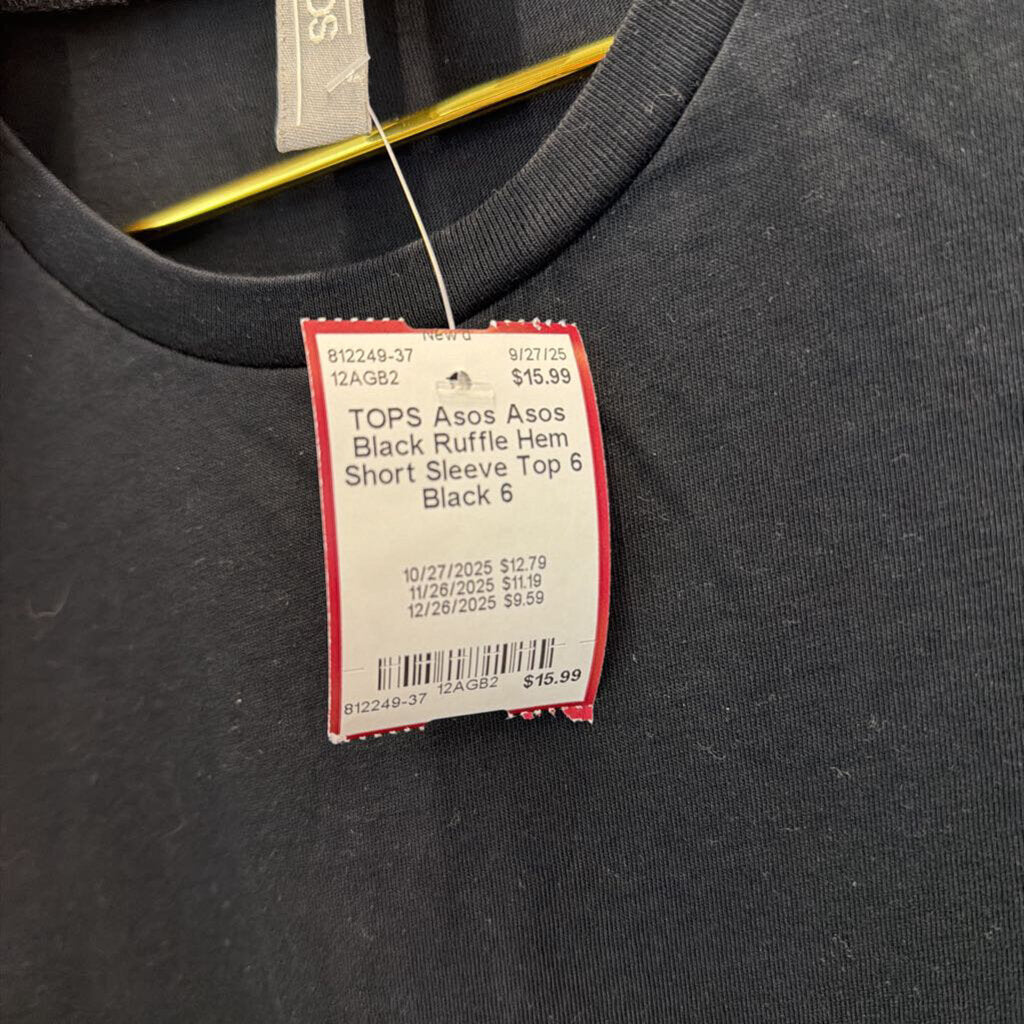 812249-37 9/27/25
12AGB2 $15.99
TOPS Asos Asos
Black Ruffle Hem
Short Sleeve Top 6
Black 6
10/27/2025 $12.79
11/26/2025 $11.19
12/26/2025 $9.59
812249-37 12AGB2 $15.99